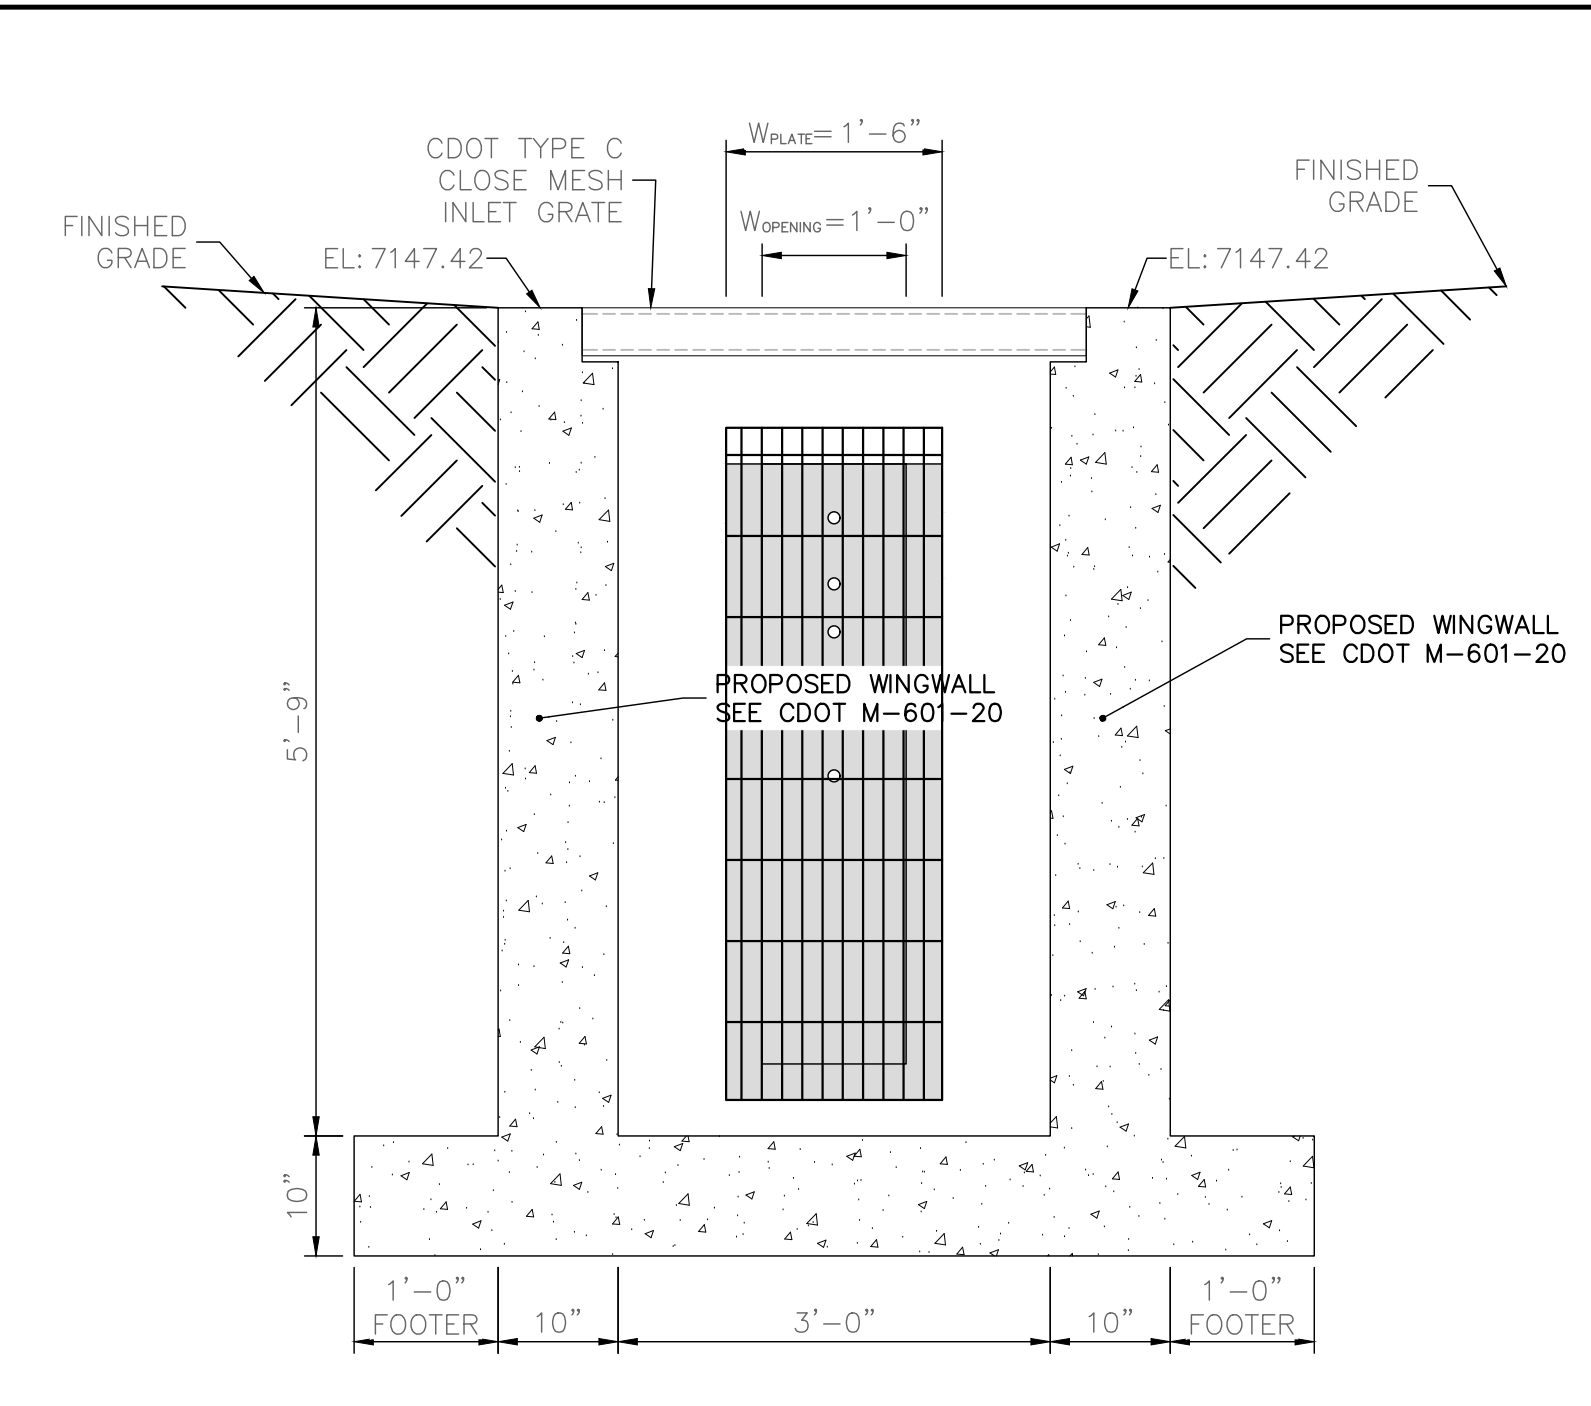 WPLATE=1'-6"
CDOT TYPE C
CLOSE MESH
INLET GRATE
FINISHED
GRADE
WOPENING=1'-0"
FINISHED
GRADE
EL: 7147.42
EL: 7147.42
PROPOSED WINGWALL
SEE CDOT M-601-20
PROPOSED WINGWALL
SEE CDOT M-601-20
5'-9"
10"
1'-0"
FOOTER
10"
3'-0"
10"
1'-0"
FOOTER